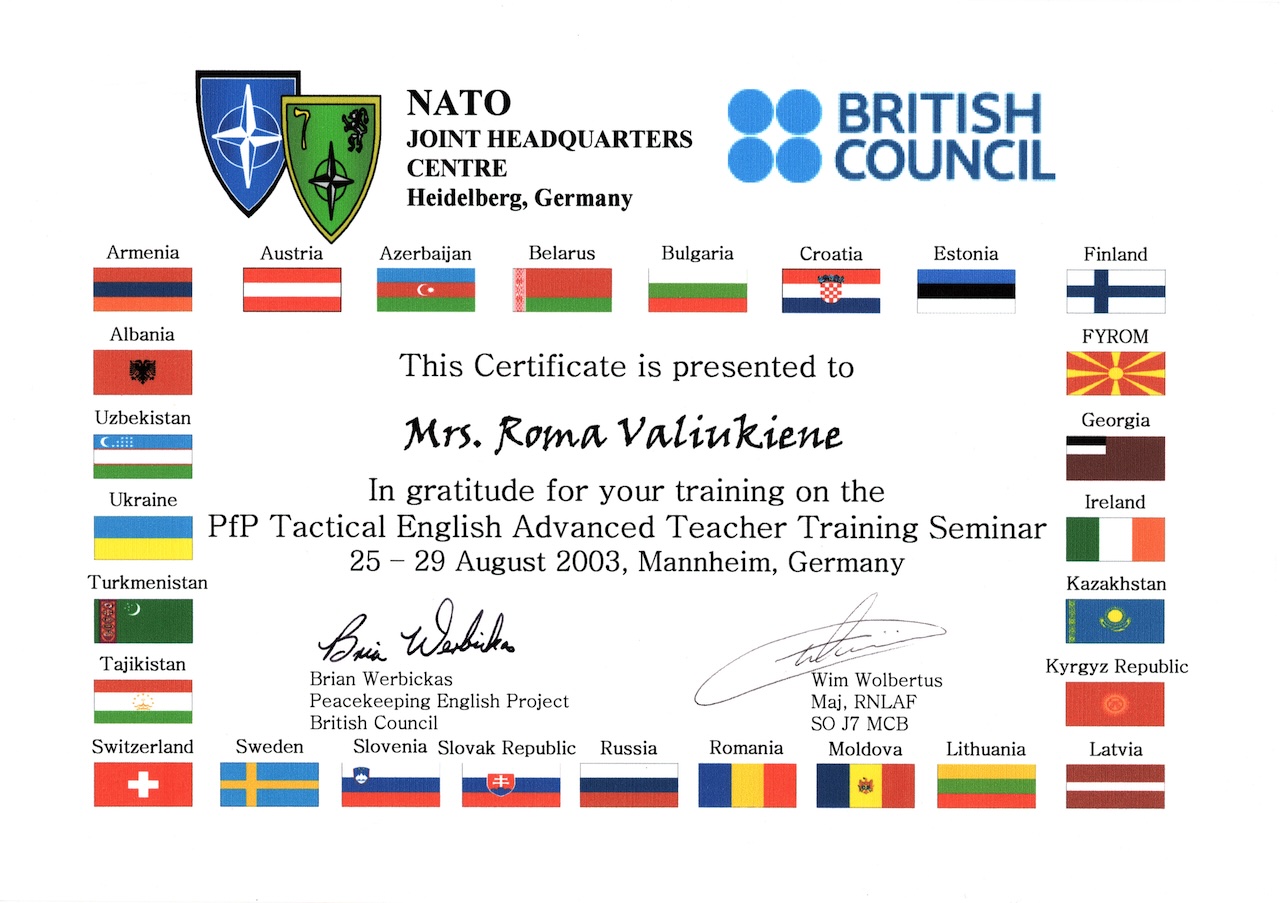 NATO
JOINT HEADQUARTERS
CENTRE
Heidelberg, Germany
BRITISH
COUNCIL
Armenia
Austria
Azerbaijan
Belarus
Bulgaria
Croatia
Estonia
Finland
Albania
FYROM
This Certificate is presented to
Uzbekistan
Georgia
Mrs. Roma Valiukiene
In gratitude for your training on the
Ukraine
Ireland
PfP Tactical English Advanced Teacher Training Seminar
25 – 29 August 2003, Mannheim, Germany
Turkmenistan
Kazakhstan
Brian Werbickas
Tajikistan
Kyrgyz Republic
Brian Werbickas
Peacekeeping English Project
British Council
Wim Wolbertus
Maj, RNLAF
SO J7 MCB
Switzerland
Sweden
Slovenia
Slovak Republic
Russia
Romania
Moldova
Lithuania
Latvia